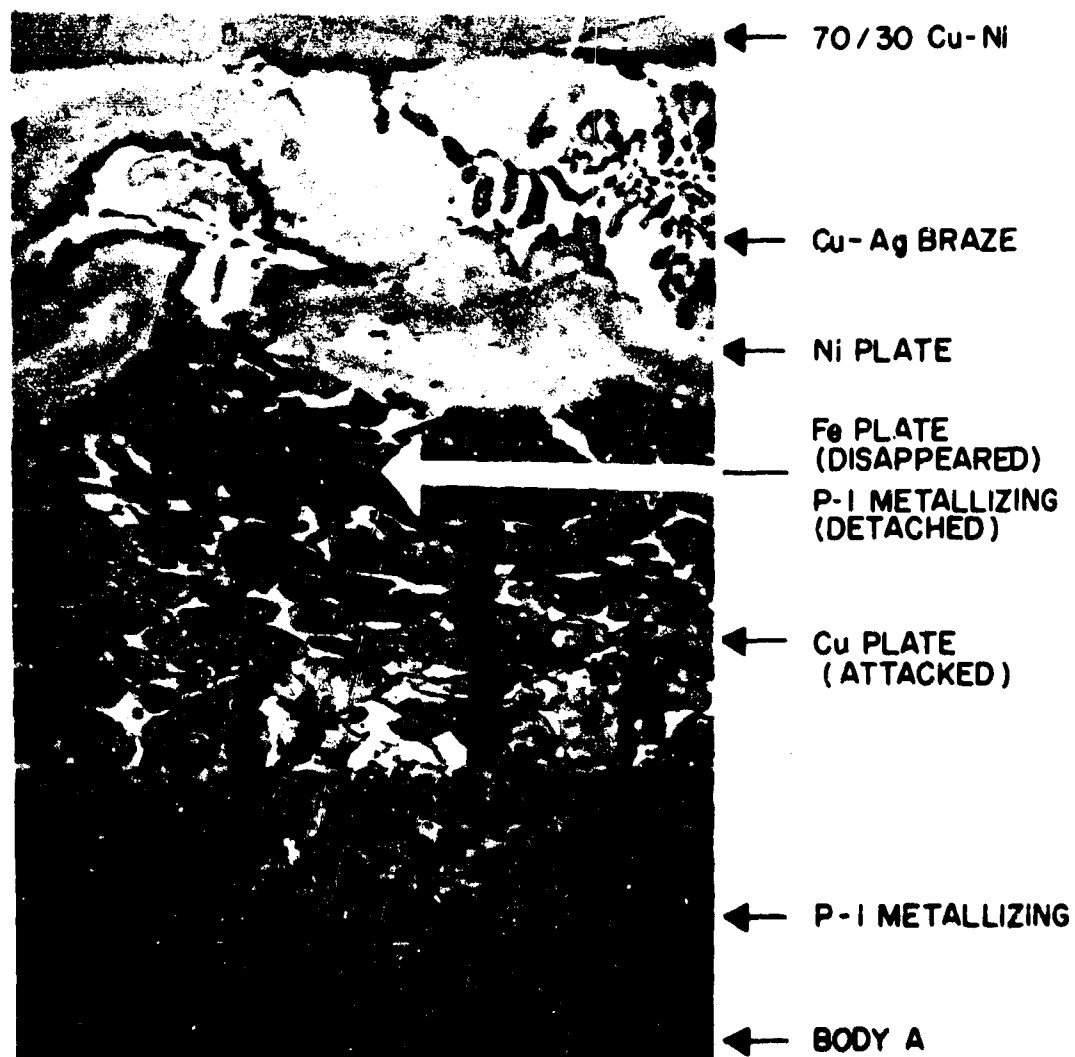 70/30 Cu-Ni
Cu-Ag BRAZE
Ni PLATE
Fe PLATE
(DISAPPEARED)
P-I METALLIZING
(DETACHED)
Cu PLATE
(ATTACKED)
P-I METALLIZING
BODY A